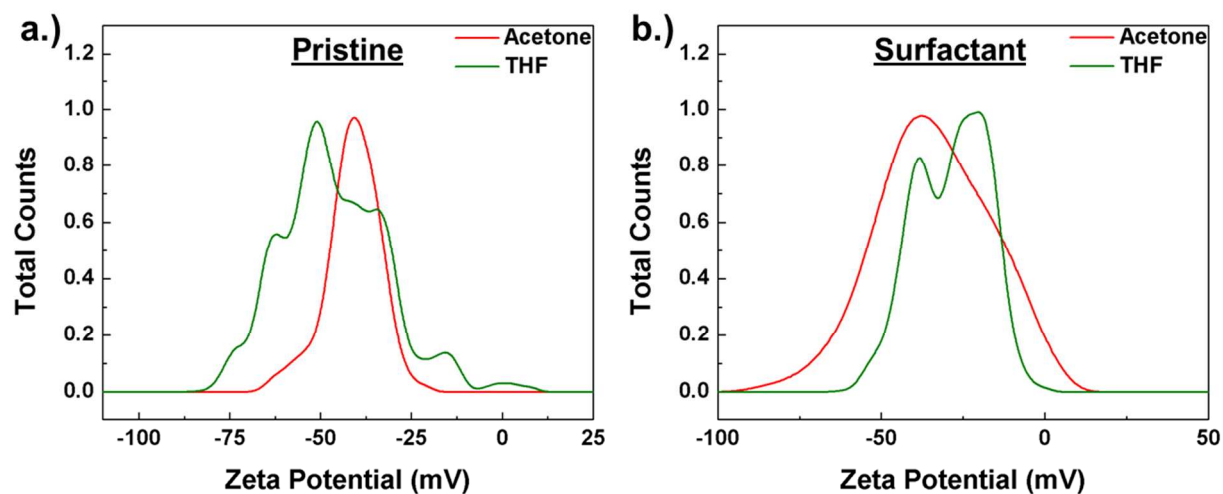 a.)
Pristine
Acetone
THF
1.2
1.0
0.8
0.6
0.4
0.2
0.0
Total Counts
-100 -75 -50 -25 0 25
Zeta Potential (mV)
b.)
Surfactant
Acetone
THF
1.2
1.0
0.8
0.6
0.4
0.2
0.0
Total Counts
-100 -50 0 50
Zeta Potential (mV)